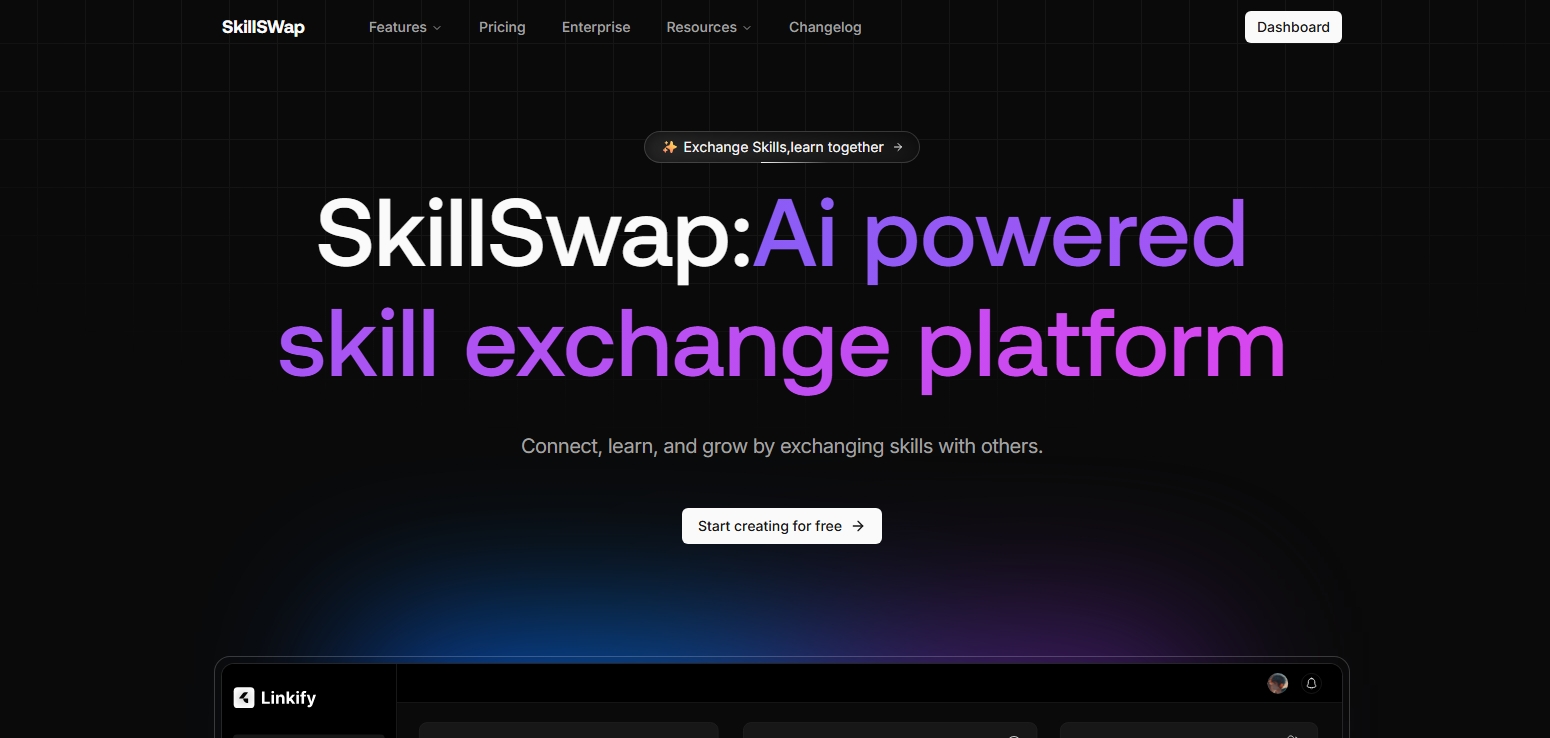 SkillSWap Features Pricing Enterprise Resources Changelog Dashboard
✨ Exchange Skills,learn together →
SkillSwap:Ai powered
skill exchange platform
Connect, learn, and grow by exchanging skills with others.
Start creating for free →
Linkify